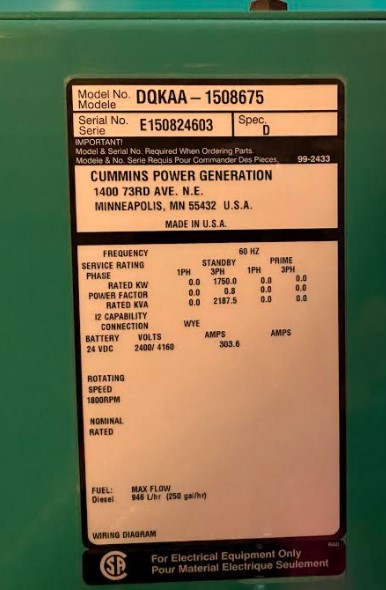 Model No. DQKAA – 1508675
Modele
Serial No. E150824603 Spec. D
Serie
IMPORTANT!
Model & Serial No. Required When Ordering Parts.
Modele & No. Serie Requis Pour Commander Des Pieces. 99-2433
CUMMINS POWER GENERATION
1400 73RD AVE. N.E.
MINNEAPOLIS, MN 55432 U.S.A.
MADE IN U.S.A.
FREQUENCY 60 HZ
SERVICE RATING STANDBY PRIME
PHASE 1PH 3PH 1PH 3PH
RATED KW 0.0 1750.0 0.0 0.0
POWER FACTOR 0.0 0.8 0.0 0.0
RATED KVA 0.0 2187.5 0.0 0.0
I2 CAPABILITY
CONNECTION WYE
BATTERY VOLTS AMPS AMPS
24 VDC 2400/ 4160 303.6
ROTATING
SPEED
1800RPM
NOMINAL
RATED
FUEL: MAX FLOW
Diesel 946 L/hr (250 gal/hr)
WIRING DIAGRAM
SA For Electrical Equipment Only
Pour Material Electrique Seulement